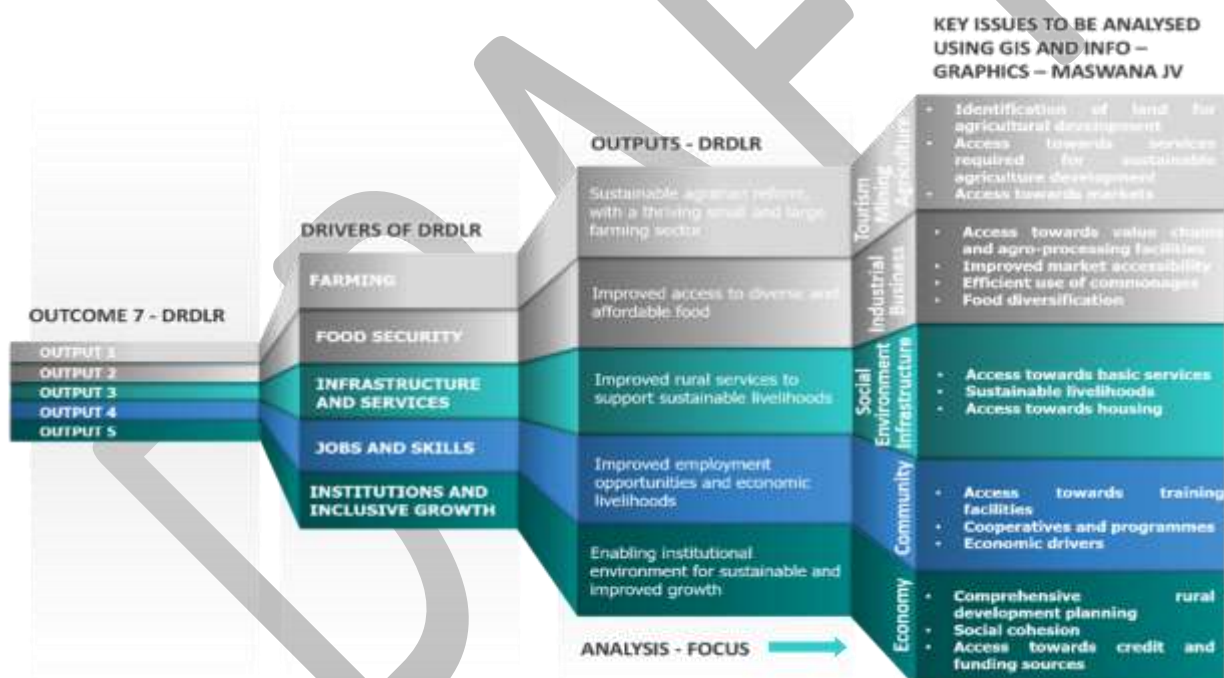 KEY ISSUES TO BE ANALYSED
USING GIS AND INFO –
GRAPHICS – MASWANA JV
OUTCOME 7 - DRDLR
OUTPUT 1
OUTPUT 2
OUTPUT 3
OUTPUT 4
OUTPUT 5
DRIVERS OF DRDLR
FARMING
FOOD SECURITY
INFRASTRUCTURE
AND SERVICES
JOBS AND SKILLS
INSTITUTIONS AND
INCLUSIVE GROWTH
OUTPUTS - DRDLR
Sustainable agrarian reform,
with a thriving small and large
farming sector
Improved access to diverse and
affordable food
Improved rural services to
support sustainable livelihoods
Improved employment
opportunities and economic
livelihoods
Enabling institutional
environment for sustainable and
improved growth
ANALYSIS - FOCUS
Tourism
Mining
Agriculture
• Identification of land for
agricultural development
• Access towards services
required for sustainable
agriculture development
• Access towards markets
Industrial
Business
• Access towards value chains
and agro-processing facilities
• Improved market accessibility
• Efficient use of commonages
• Food diversification
Social
Environment
Infrastructure
• Access towards basic services
• Sustainable livelihoods
• Access towards housing
Community
• Access towards training
facilities
• Cooperatives and programmes
• Economic drivers
Economy
• Comprehensive rural
development planning
• Social cohesion
• Access towards credit and
funding sources
DRAFT